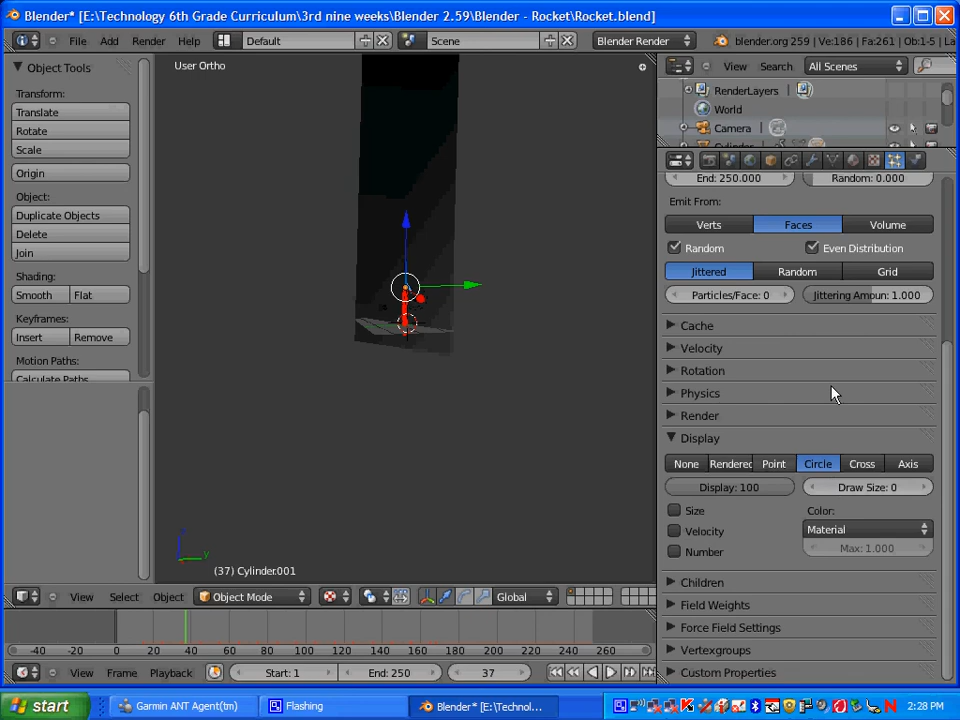 Blender* [E:\Technology 6th Grade Curriculum\3rd nine weeks\Blender 2.59\Blender - Rocket\Rocket.blend]
File Add Render Help Default Scene Blender Render blender.org 259 | Ve:186 | Fa:261 | Ob:1-5 | La
Object Tools
Transform:
Translate
Rotate
Scale
Origin
Object:
Duplicate Objects
Delete
Join
Shading:
Smooth Flat
Keyframes:
Insert Remove
Motion Paths:
Calculate Paths
User Ortho
(37) Cylinder.001
View Select Object Object Mode Global
-40 -20 0 20 40 60 80 100 120 140 160 180 200 220 240 260
View Frame Playback Start: 1 End: 250 37
View Search All Scenes
RenderLayers
World
Camera
End: 250.000 Random: 0.000
Emit From:
Verts Faces Volume
Random Even Distribution
Jittered Random Grid
Particles/Face: 0 Jittering Amoun: 1.000
Cache
Velocity
Rotation
Physics
Render
Display
None Rendered Point Circle Cross Axis
Display: 100 Draw Size: 0
Size Color:
Velocity Material
Number Max: 1.000
Children
Field Weights
Force Field Settings
Vertexgroups
Custom Properties
start Garmin ANT Agent(tm) Flashing Blender* [E:\Technol... 2:28 PM